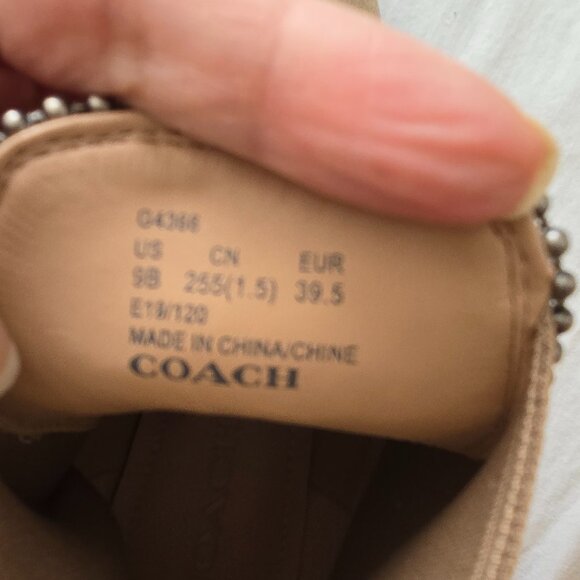 G4366
US CN EUR
9B 255(1.5) 39.5
E19/120
MADE IN CHINA/CHINE
COACH